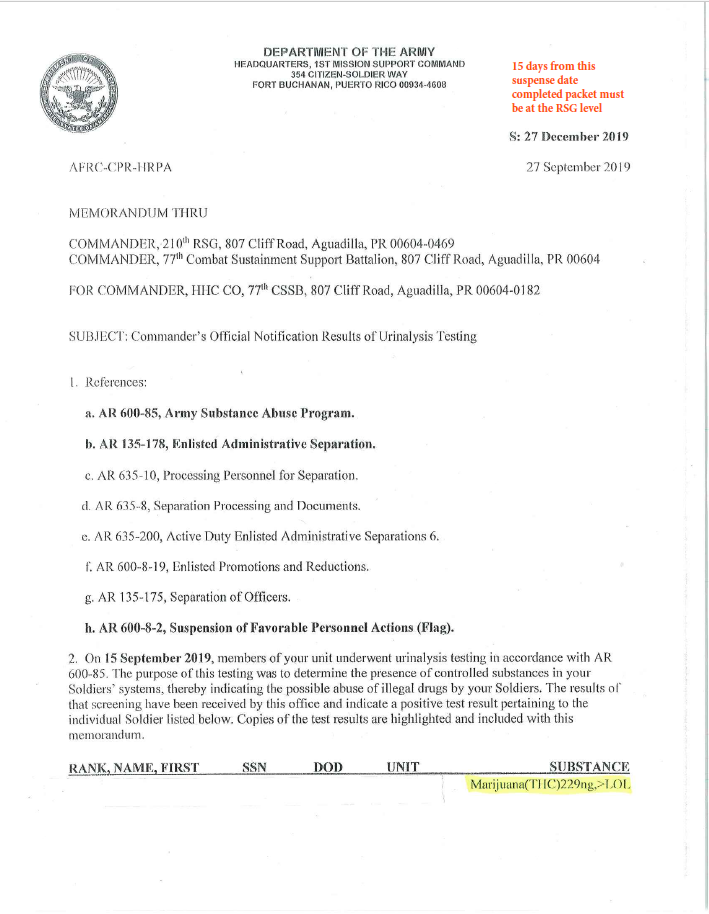 DEPARTMENT OF THE ARMY
HEADQUARTERS, 1ST MISSION SUPPORT COMMAND
354 CITIZEN-SOLDIER WAY
FORT BUCHANAN, PUERTO RICO 00934-4608
15 days from this
suspense date
completed packet must
be at the RSG level
S: 27 December 2019
AFRC-CPR-HRPA
27 September 2019
MEMORANDUM THRU
COMMANDER, 210th RSG, 807 Cliff Road, Aguadilla, PR 00604-0469
COMMANDER, 77th Combat Sustainment Support Battalion, 807 Cliff Road, Aguadilla, PR 00604
FOR COMMANDER, HHC CO, 77th CSSB, 807 Cliff Road, Aguadilla, PR 00604-0182
SUBJECT: Commander's Official Notification Results of Urinalysis Testing
1. References:
a. AR 600-85, Army Substance Abuse Program.
b. AR 135-178, Enlisted Administrative Separation.
c. AR 635-10, Processing Personnel for Separation.
d. AR 635-8, Separation Processing and Documents.
e. AR 635-200, Active Duty Enlisted Administrative Separations 6.
f. AR 600-8-19, Enlisted Promotions and Reductions.
g. AR 135-175, Separation of Officers.
h. AR 600-8-2, Suspension of Favorable Personnel Actions (Flag).
2. On 15 September 2019, members of your unit underwent urinalysis testing in accordance with AR
600-85. The purpose of this testing was to determine the presence of controlled substances in your
Soldiers' systems, thereby indicating the possible abuse of illegal drugs by your Soldiers. The results of
that screening have been received by this office and indicate a positive test result pertaining to the
individual Soldier listed below. Copies of the test results are highlighted and included with this
memorandum.
RANK, NAME, FIRST SSN DOD UNIT SUBSTANCE
Marijuana(THC)229ng,>LOL